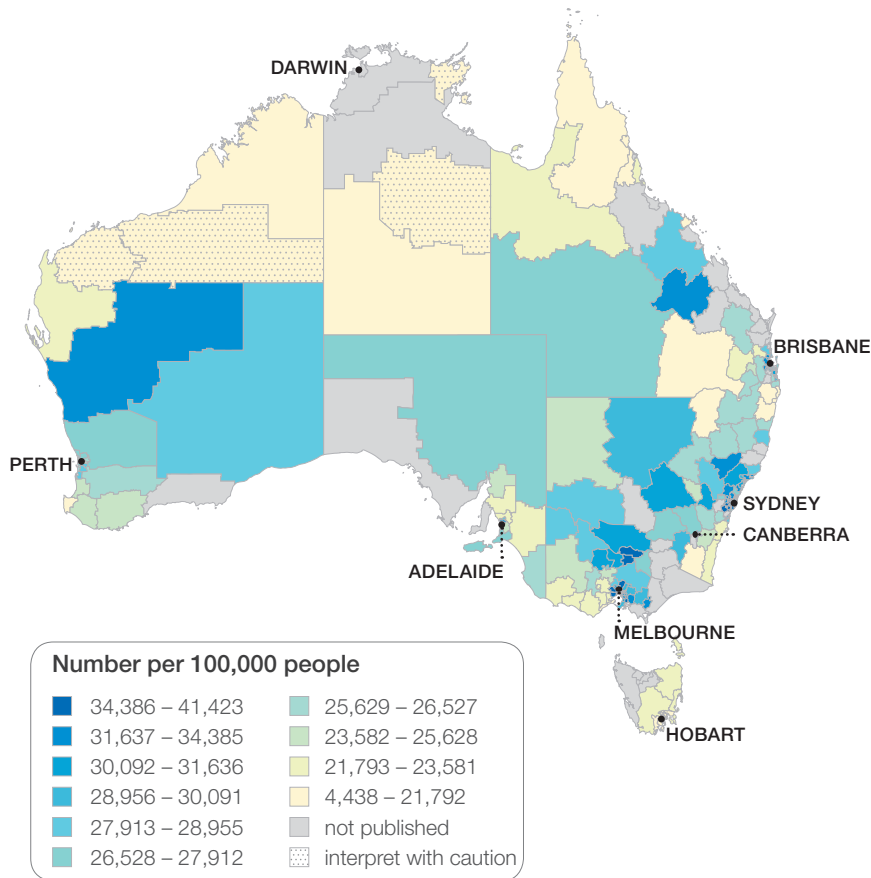 DARWIN
BRISBANE
PERTH
SYDNEY
CANBERRA
ADELAIDE
MELBOURNE
HOBART
Number per 100,000 people
34,386 – 41,423
31,637 – 34,385
30,092 – 31,636
28,956 – 30,091
27,913 – 28,955
26,528 – 27,912
25,629 – 26,527
23,582 – 25,628
21,793 – 23,581
4,438 – 21,792
not published
interpret with caution